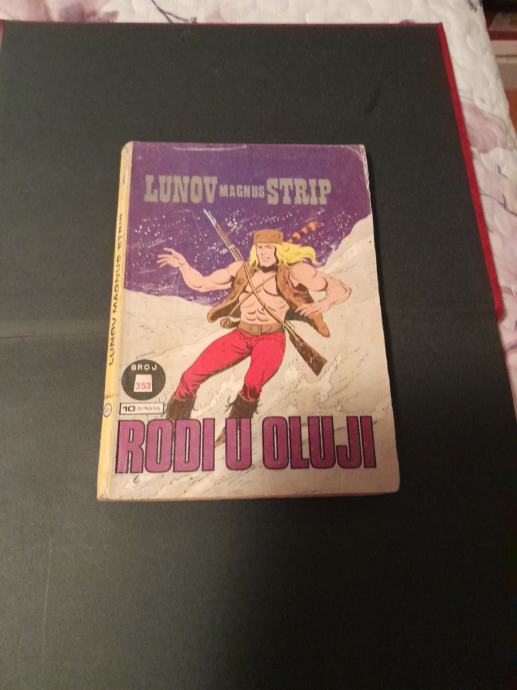 LUNOV MAGNUS STRIP
LUNOV MAGNUS STRIP
BROJ
353
10 DINARA
RODI U OLUJI